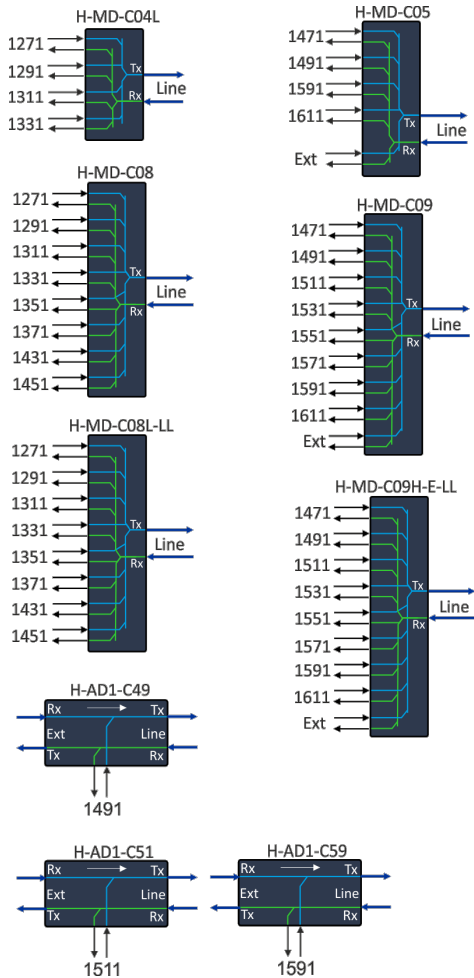 H-MD-C04L
1271
1291
1311
1331
Tx
Rx
Line
H-MD-C05
1471
1491
1591
1611
Ext
Tx
Rx
Line
H-MD-C08
1271
1291
1311
1331
1351
1371
1431
1451
Tx
Rx
Line
H-MD-C09
1471
1491
1511
1531
1551
1571
1591
1611
Ext
Tx
Rx
Line
H-MD-C08L-LL
1271
1291
1311
1331
1351
1371
1431
1451
Tx
Rx
Line
H-MD-C09H-E-LL
1471
1491
1511
1531
1551
1571
1591
1611
Ext
Tx
Rx
Line
H-AD1-C49
Rx Tx
Ext Line
Tx Rx
1491
H-AD1-C51
Rx Tx
Ext Line
Tx Rx
1511
H-AD1-C59
Rx Tx
Ext Line
Tx Rx
1591